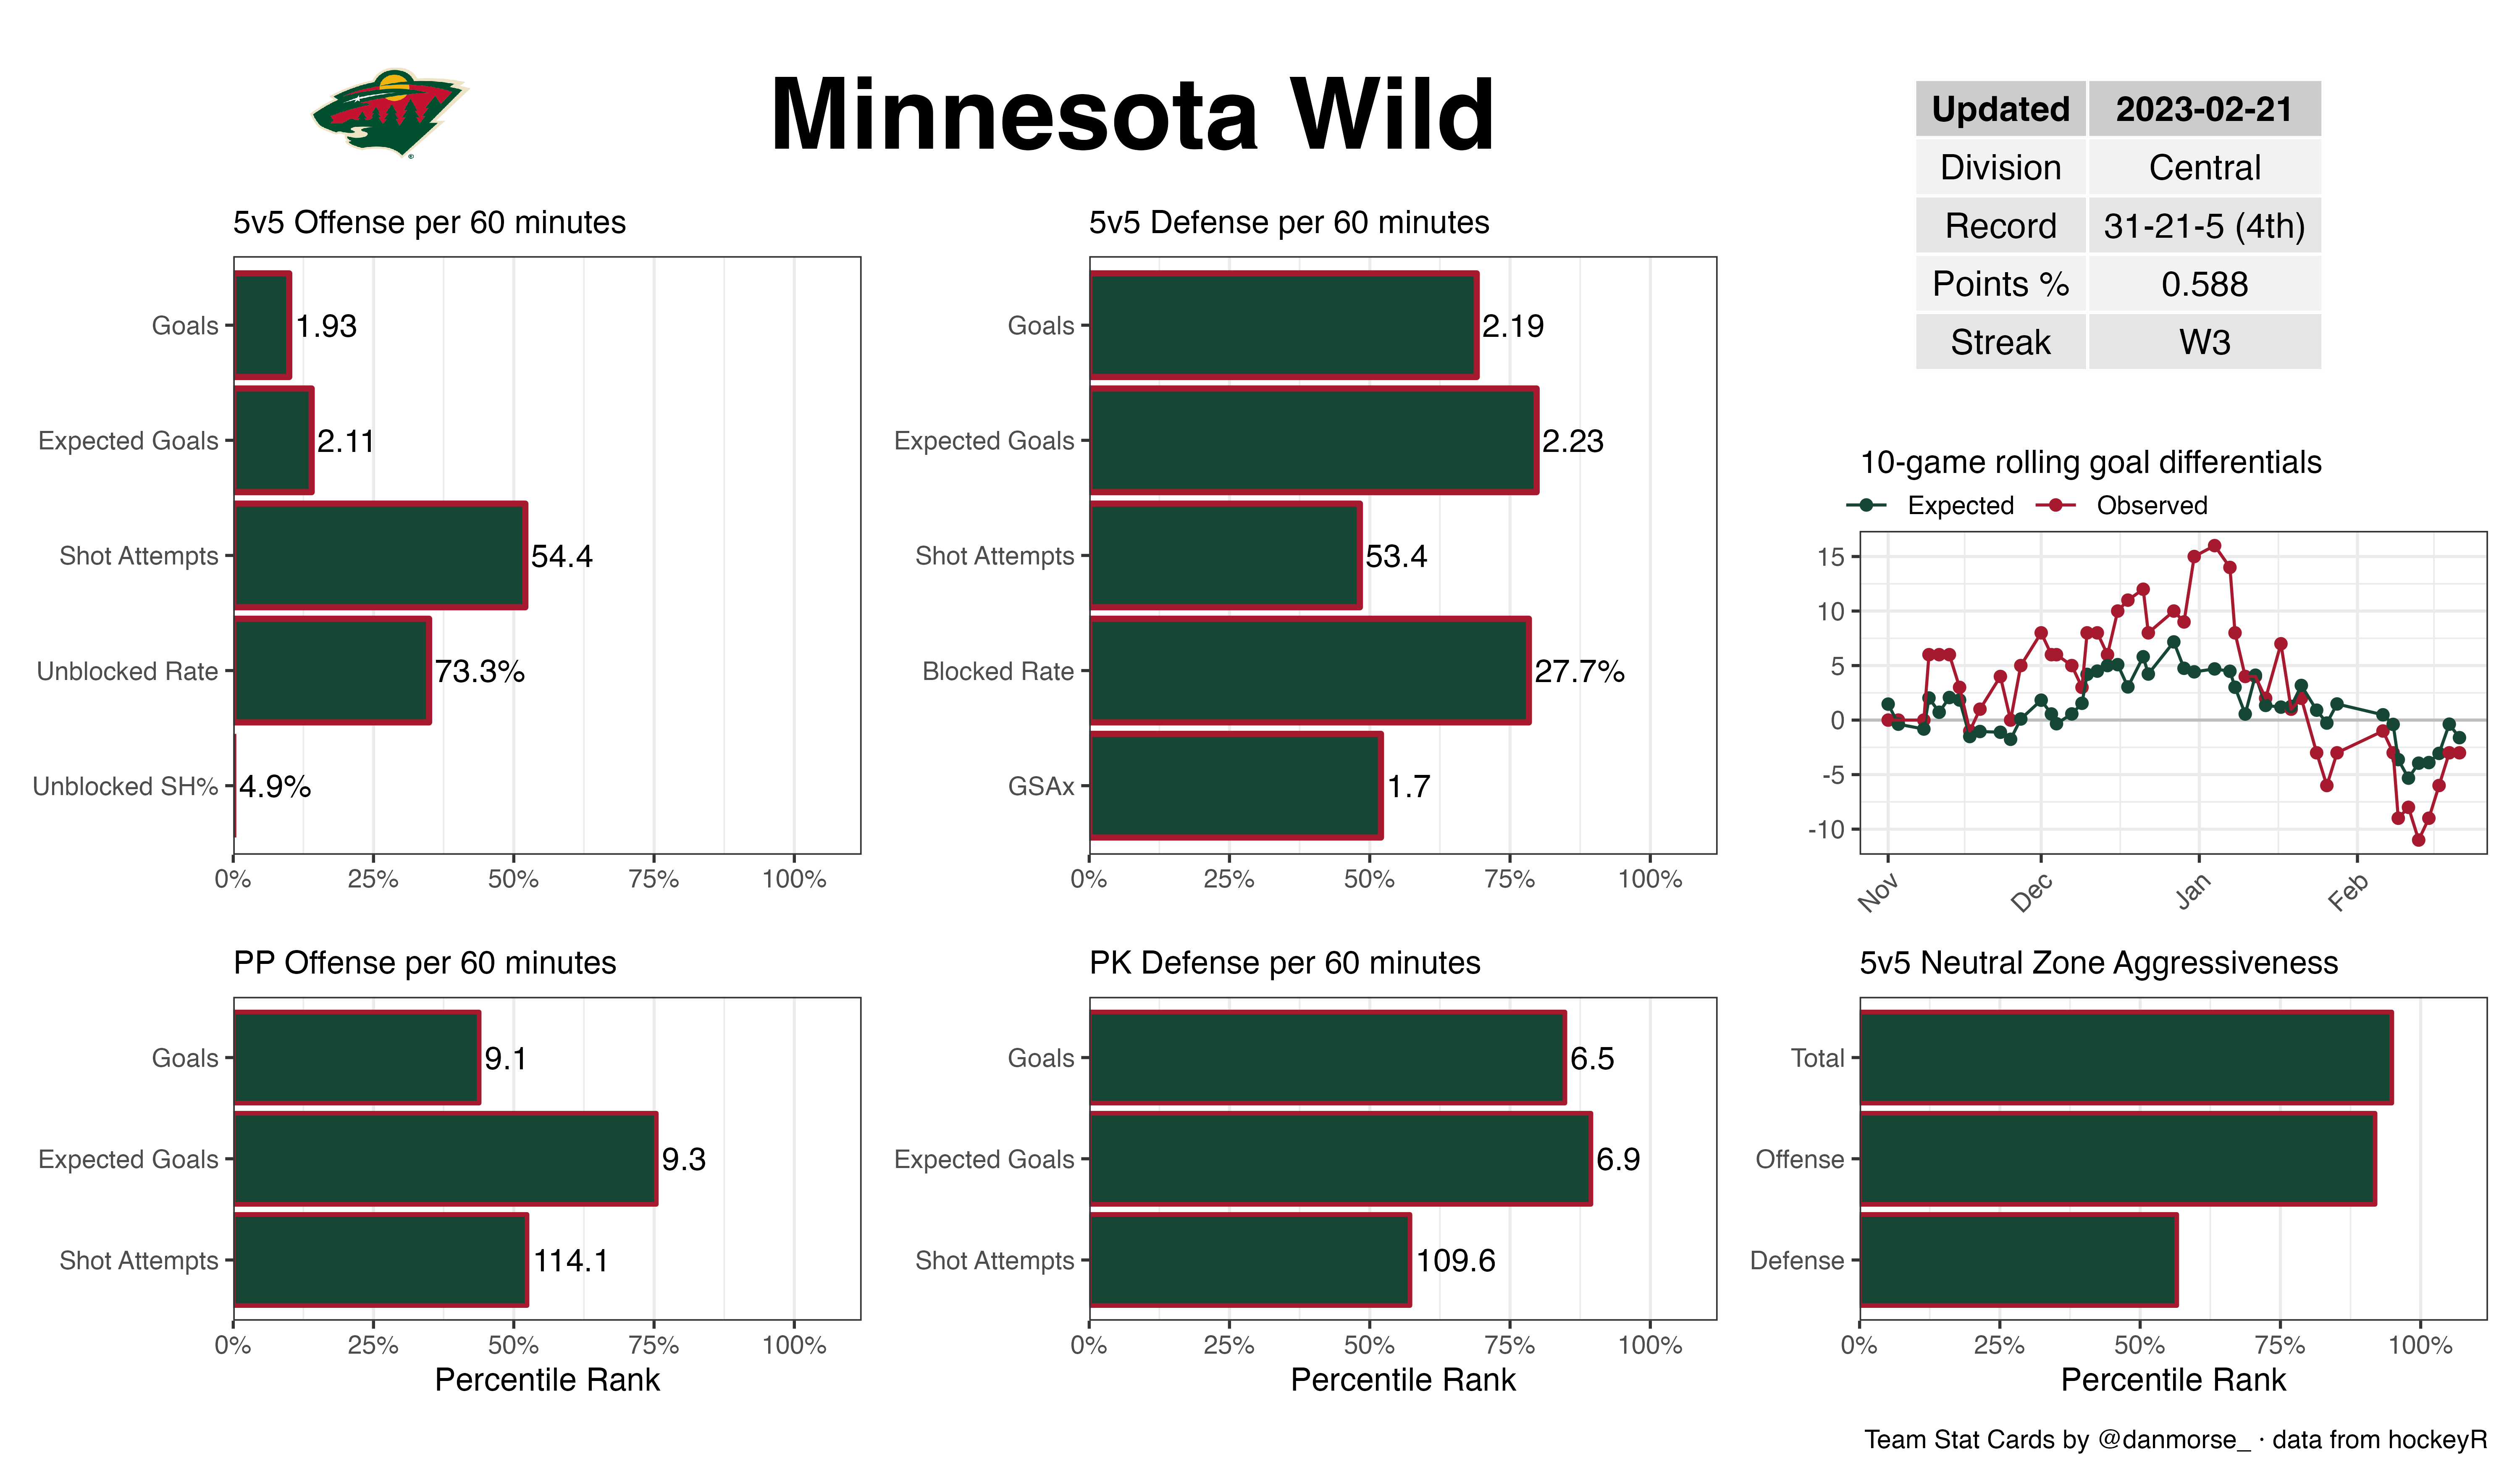 Minnesota Wild
Updated 2023-02-21
Division Central
Record 31-21-5 (4th)
Points % 0.588
Streak W3
5v5 Offense per 60 minutes
Goals 1.93
Expected Goals 2.11
Shot Attempts 54.4
Unblocked Rate 73.3%
Unblocked SH% 4.9%
0% 25% 50% 75% 100%
5v5 Defense per 60 minutes
Goals 2.19
Expected Goals 2.23
Shot Attempts 53.4
Blocked Rate 27.7%
GSAx 1.7
0% 25% 50% 75% 100%
10-game rolling goal differentials
Expected Observed
15
10
5
0
-5
-10
Nov Dec Jan Feb
PP Offense per 60 minutes
Goals 9.1
Expected Goals 9.3
Shot Attempts 114.1
0% 25% 50% 75% 100%
Percentile Rank
PK Defense per 60 minutes
Goals 6.5
Expected Goals 6.9
Shot Attempts 109.6
0% 25% 50% 75% 100%
Percentile Rank
5v5 Neutral Zone Aggressiveness
Total
Offense
Defense
0% 25% 50% 75% 100%
Percentile Rank
Team Stat Cards by @danmorse_ · data from hockeyR